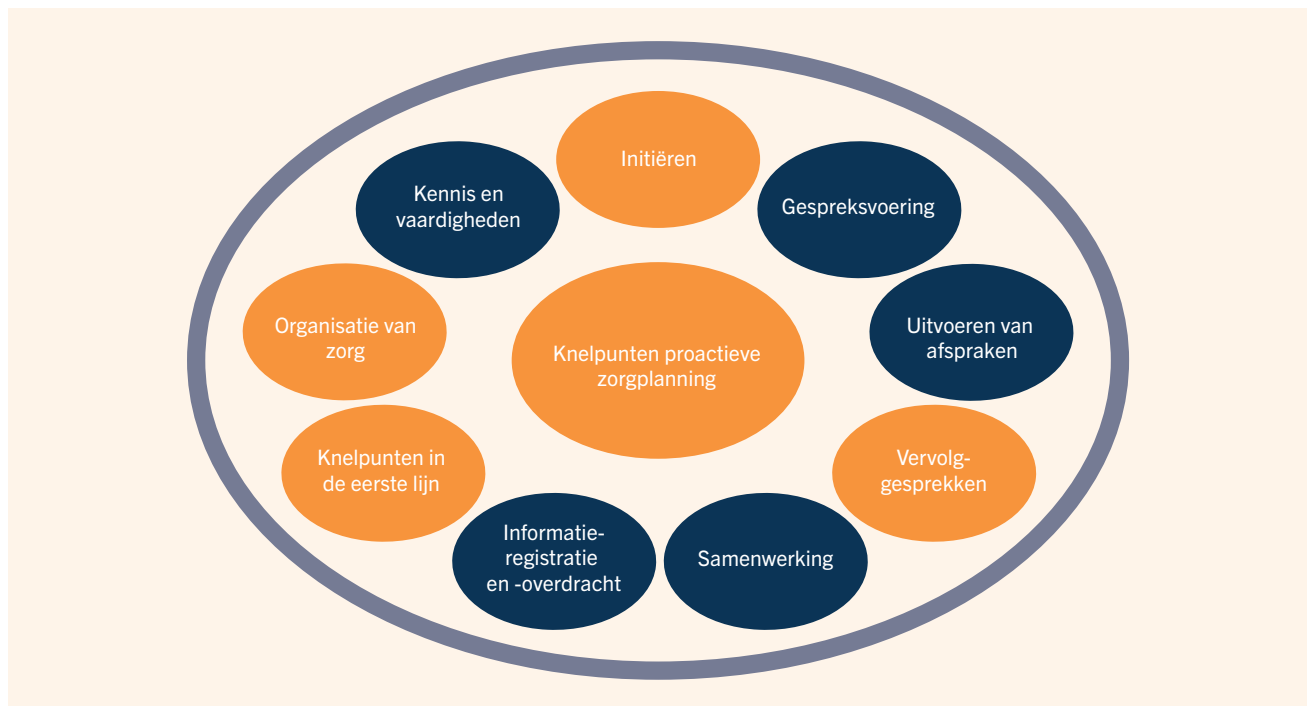 Initiëren
Kennis en
vaardigheden
Gespreksvoering
Organisatie van
zorg
Knelpunten proactieve
zorgplanning
Uitvoeren van
afspraken
Knelpunten in
de eerste lijn
Vervolg-
gesprekken
Informatie-
registratie
en -overdracht
Samenwerking